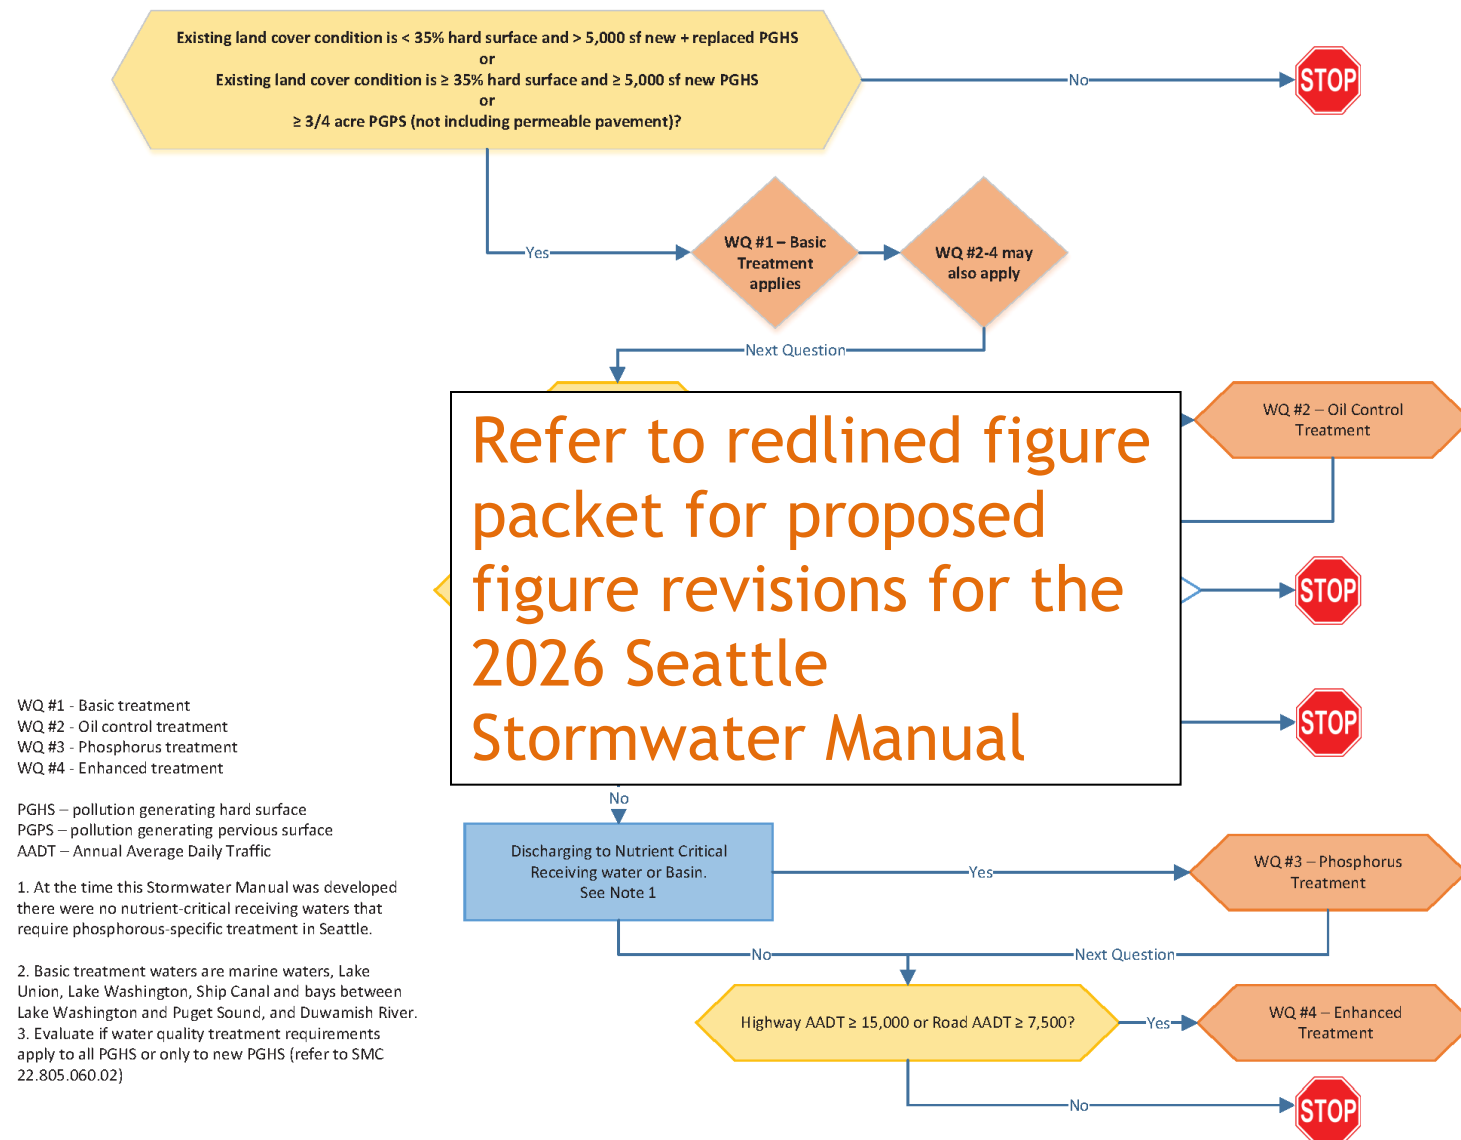 Existing land cover condition is < 35% hard surface and > 5,000 sf new + replaced PGHS
or
Existing land cover condition is ≥ 35% hard surface and ≥ 5,000 sf new PGHS
or
≥ 3/4 acre PGPS (not including permeable pavement)?
No
STOP
Yes
WQ #1 – Basic
Treatment
applies
WQ #2-4 may
also apply
Next Question
WQ #2 – Oil Control
Treatment
Refer to redlined figure
packet for proposed
figure revisions for the
2026 Seattle
Stormwater Manual
STOP
STOP
No
Discharging to Nutrient Critical
Receiving water or Basin.
See Note 1
Yes
WQ #3 – Phosphorus
Treatment
No
Next Question
Highway AADT ≥ 15,000 or Road AADT ≥ 7,500?
Yes
WQ #4 – Enhanced
Treatment
No
STOP
WQ #1 - Basic treatment
WQ #2 - Oil control treatment
WQ #3 - Phosphorus treatment
WQ #4 - Enhanced treatment
PGHS – pollution generating hard surface
PGPS – pollution generating pervious surface
AADT – Annual Average Daily Traffic
1. At the time this Stormwater Manual was developed
there were no nutrient-critical receiving waters that
require phosphorous-specific treatment in Seattle.
2. Basic treatment waters are marine waters, Lake
Union, Lake Washington, Ship Canal and bays between
Lake Washington and Puget Sound, and Duwamish River.
3. Evaluate if water quality treatment requirements
apply to all PGHS or only to new PGHS (refer to SMC
22.805.060.02)